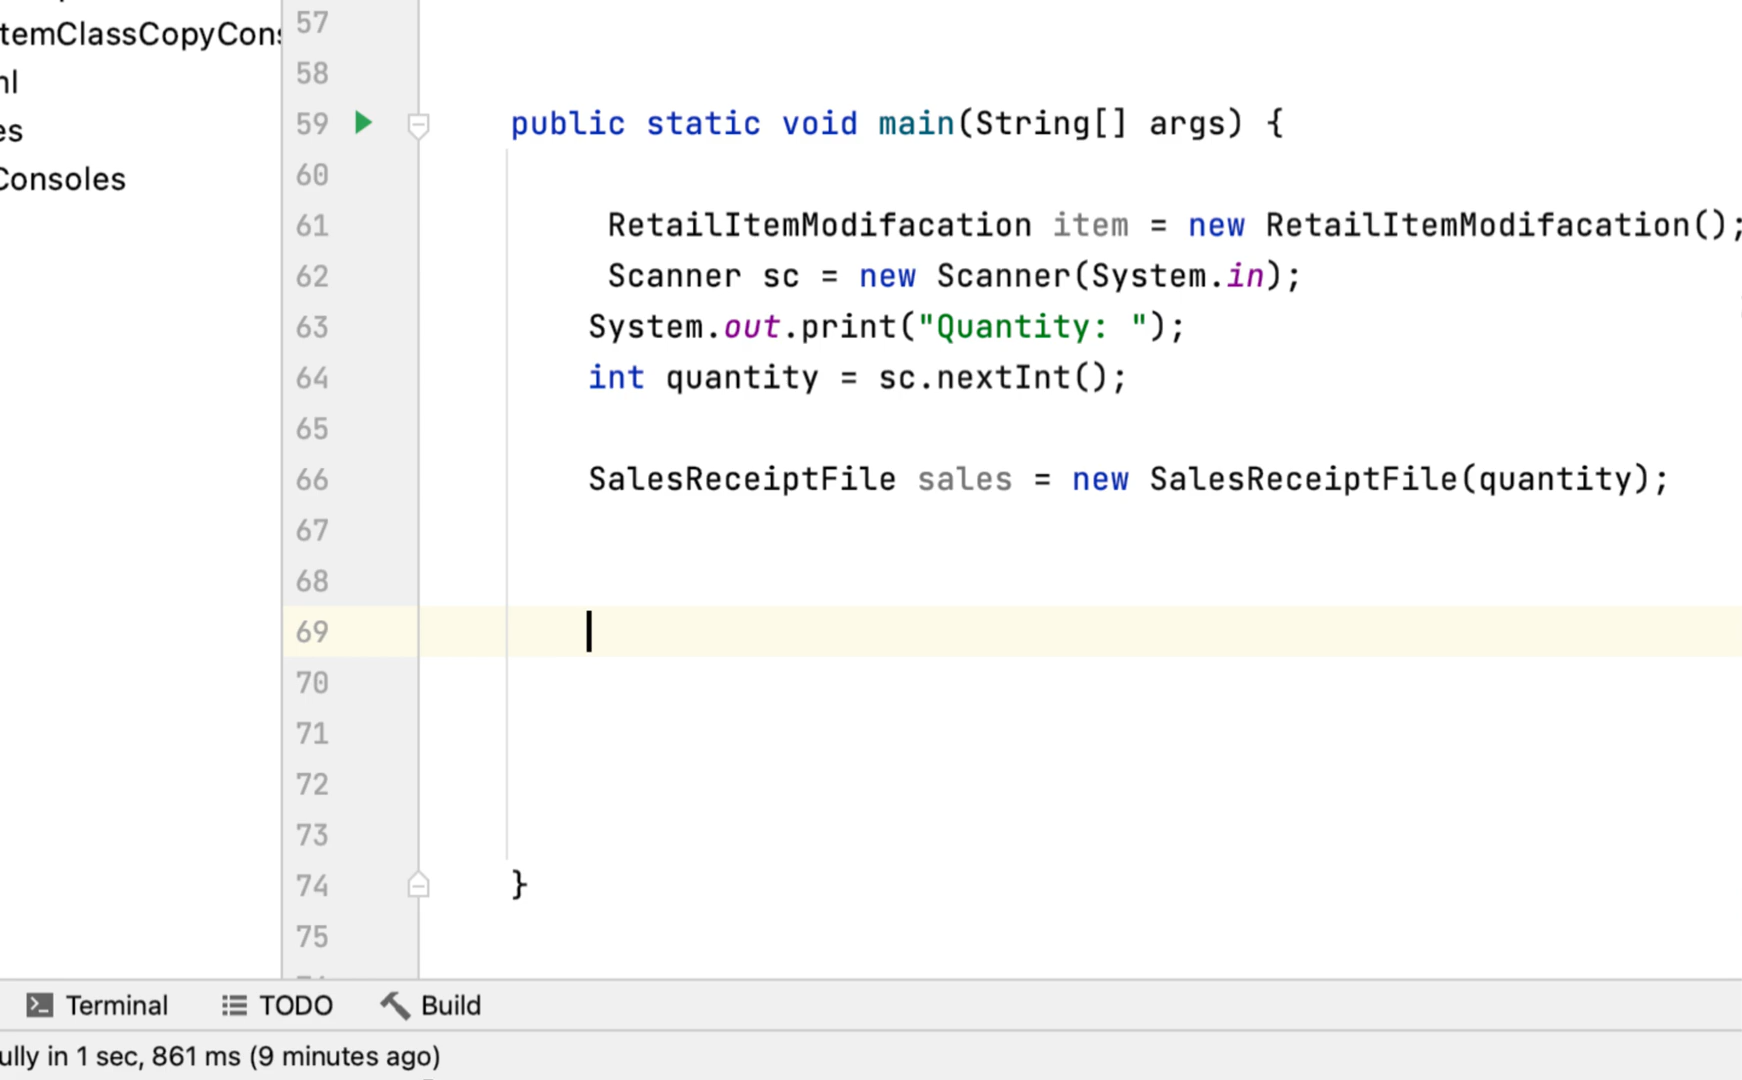 temClassCopyCons
ml
es
Consoles
57
58
59 public static void main(String[] args) {
60
61 RetailItemModifacation item = new RetailItemModifacation();
62 Scanner sc = new Scanner(System.in);
63 System.out.print("Quantity: ");
64 int quantity = sc.nextInt();
65
66 SalesReceiptFile sales = new SalesReceiptFile(quantity);
67
68
69
70
71
72
73
74 }
75
Terminal TODO Build
ully in 1 sec, 861 ms (9 minutes ago)